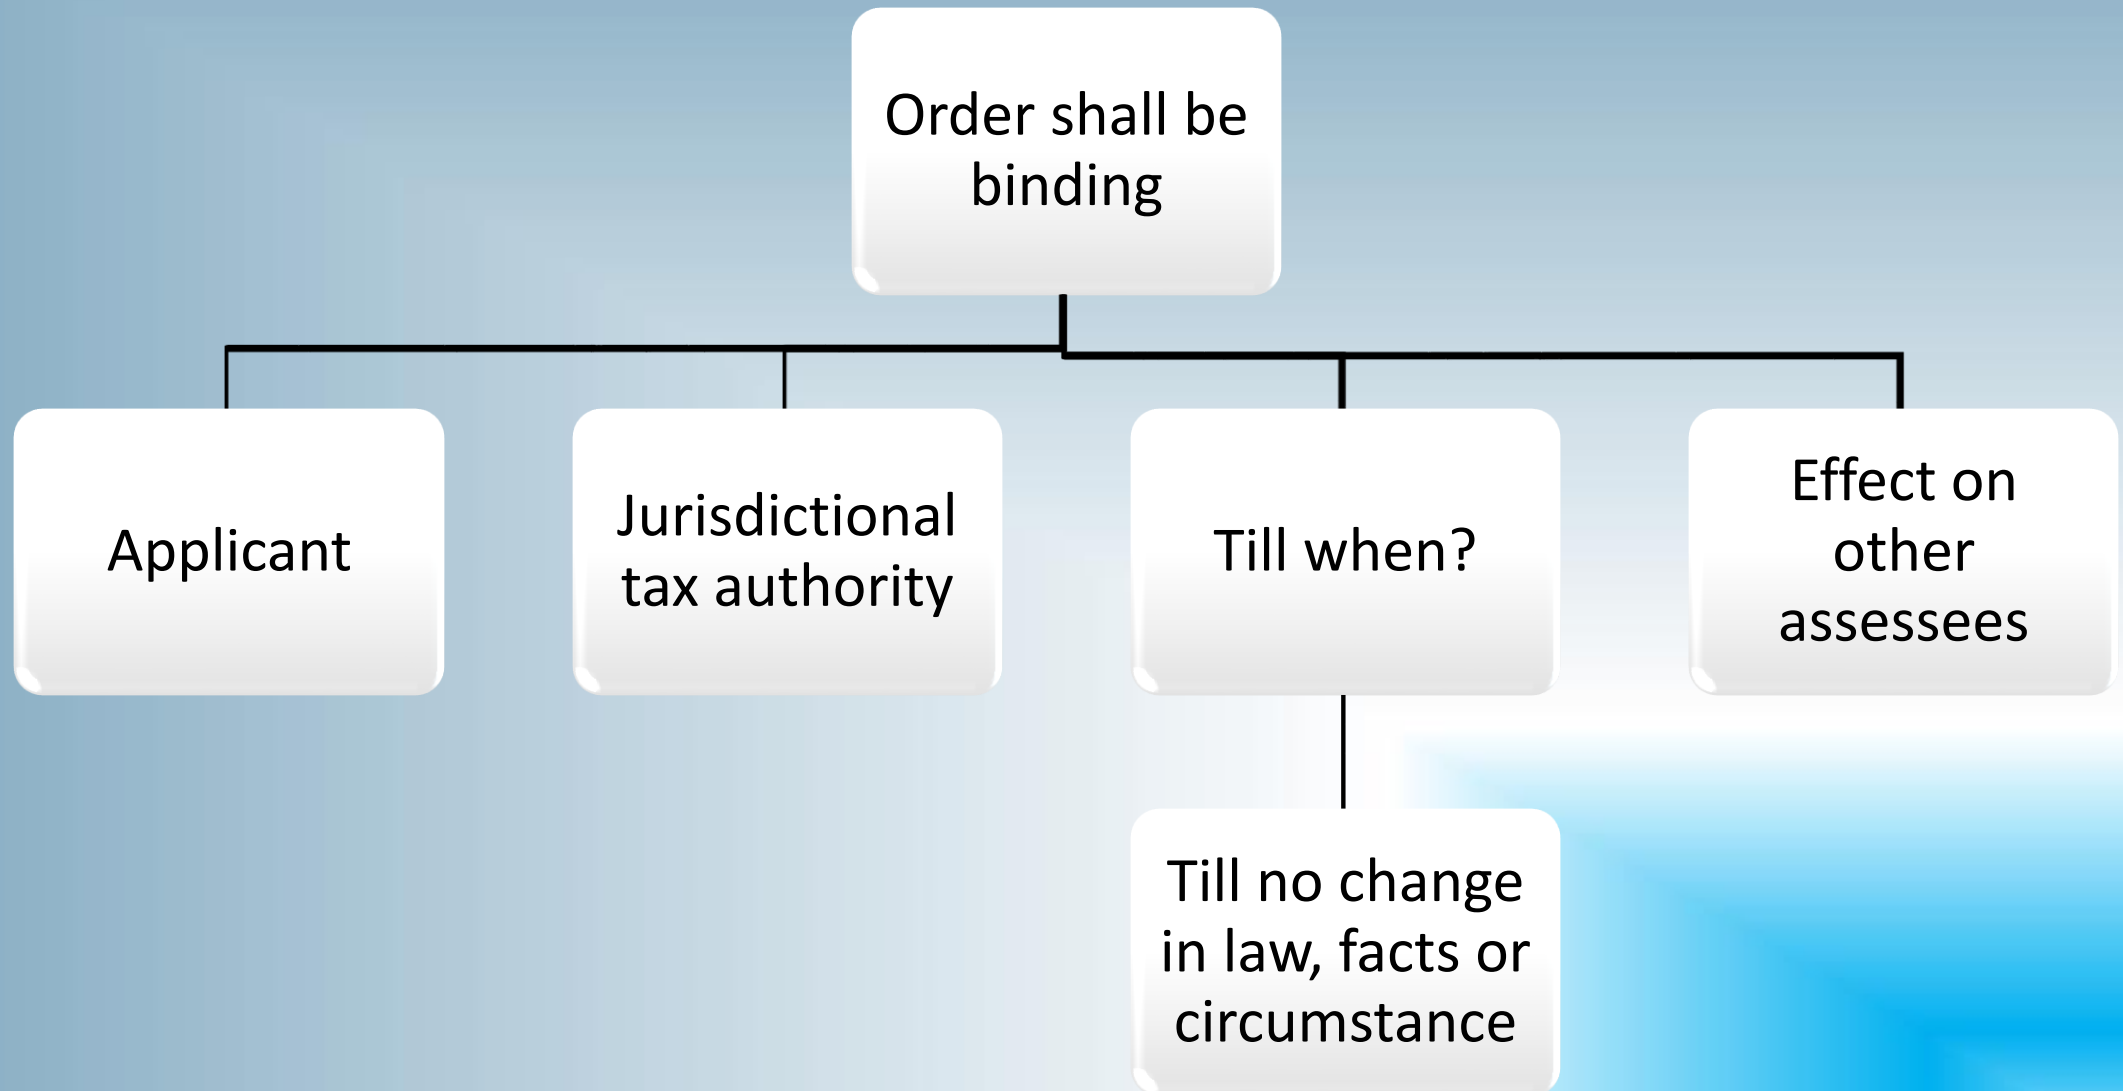 Order shall be
binding
Applicant
Jurisdictional
tax authority
Till when?
Effect on
other
assessees
Till no change
in law, facts or
circumstance